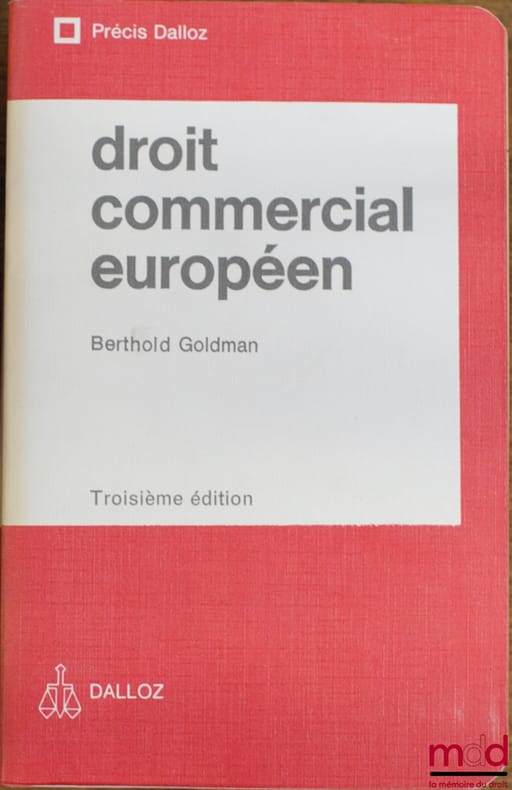 Précis Dalloz
droit
commercial
européen
Berthold Goldman
Troisième édition
DALLOZ
mdd
la mémoire du droit